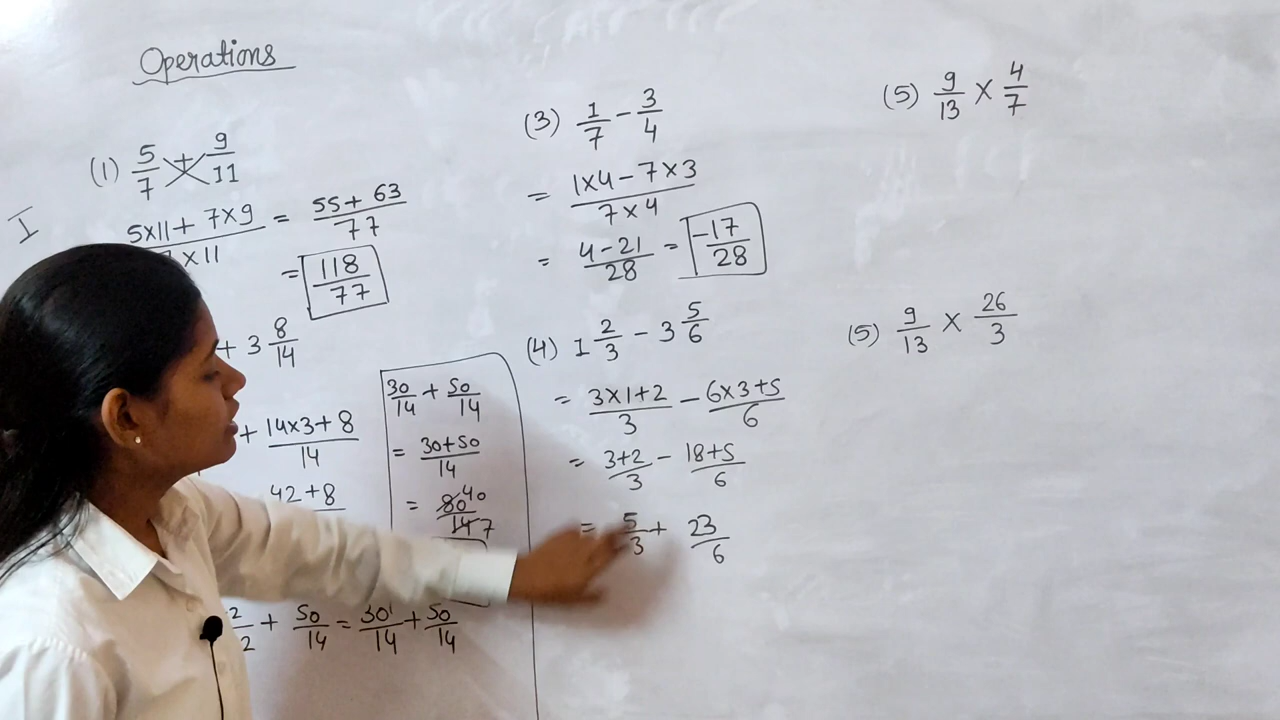 Operations
I
(1) 5/7 + 9/11
5×11 + 7×9 / ×11 = 55 + 63 / 77
= 118/77
+ 3 8/14
+ 14×3+8 / 14
42+8
2/2 + 50/14 = 30/14 + 50/14
30/14 + 50/14
= 30+50 / 14
= 80/14 40 7
(3) 1/7 - 3/4
= 1×4 - 7×3 / 7×4
= 4-21 / 28 = -17/28
(4) 1 2/3 - 3 5/6
= 3×1+2 / 3 - 6×3+5 / 6
= 3+2 / 3 - 18+5 / 6
= 5/3 + 23/6
(5) 9/13 × 4/7
(5) 9/13 × 26/3